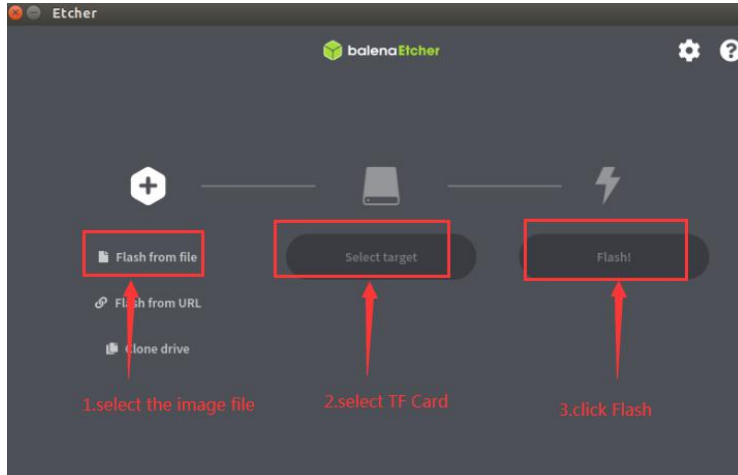 Etcher
balenaEtcher
Flash from file
Select target
Flash!
Flash from URL
Clone drive
1.select the image file
2.select TF Card
3.click Flash